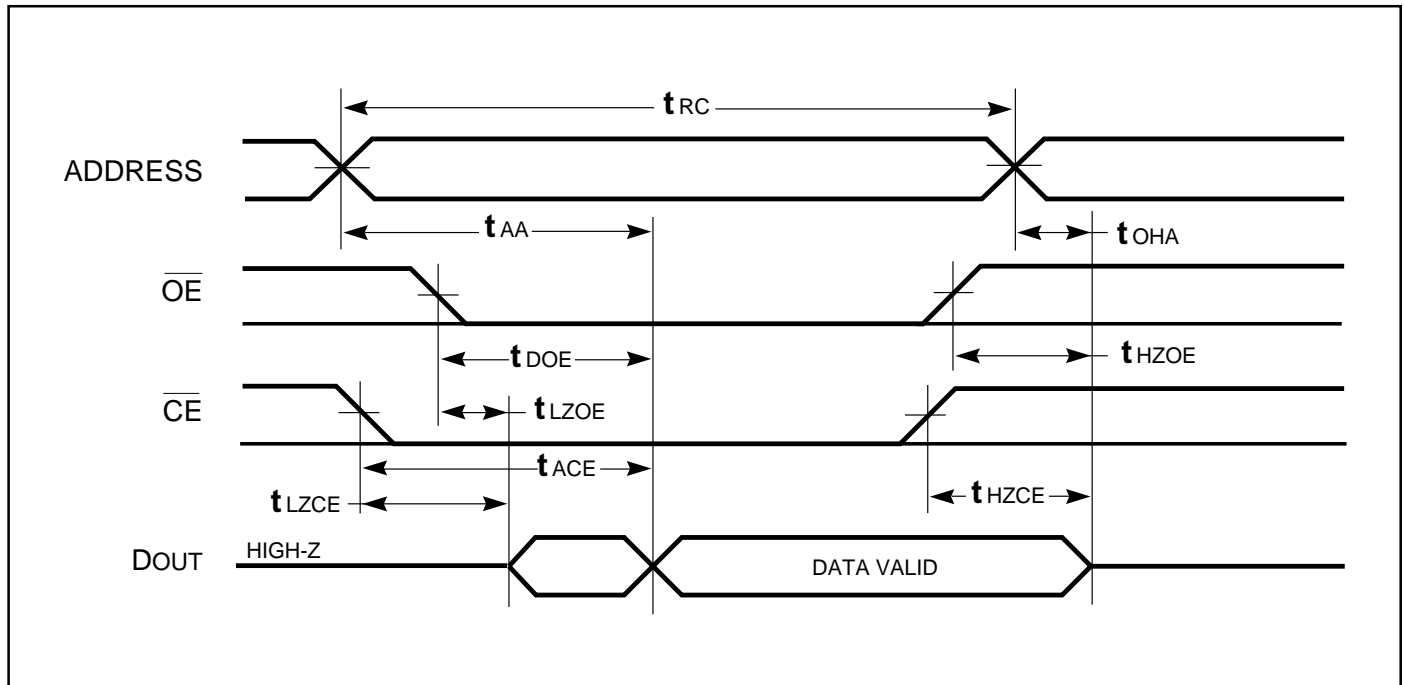 tRC
ADDRESS
tAA
tOHA
OE
tDOE
tHZOE
CE
tLZOE
tACE
tLZCE
tHZCE
DOUT
HIGH-Z
DATA VALID